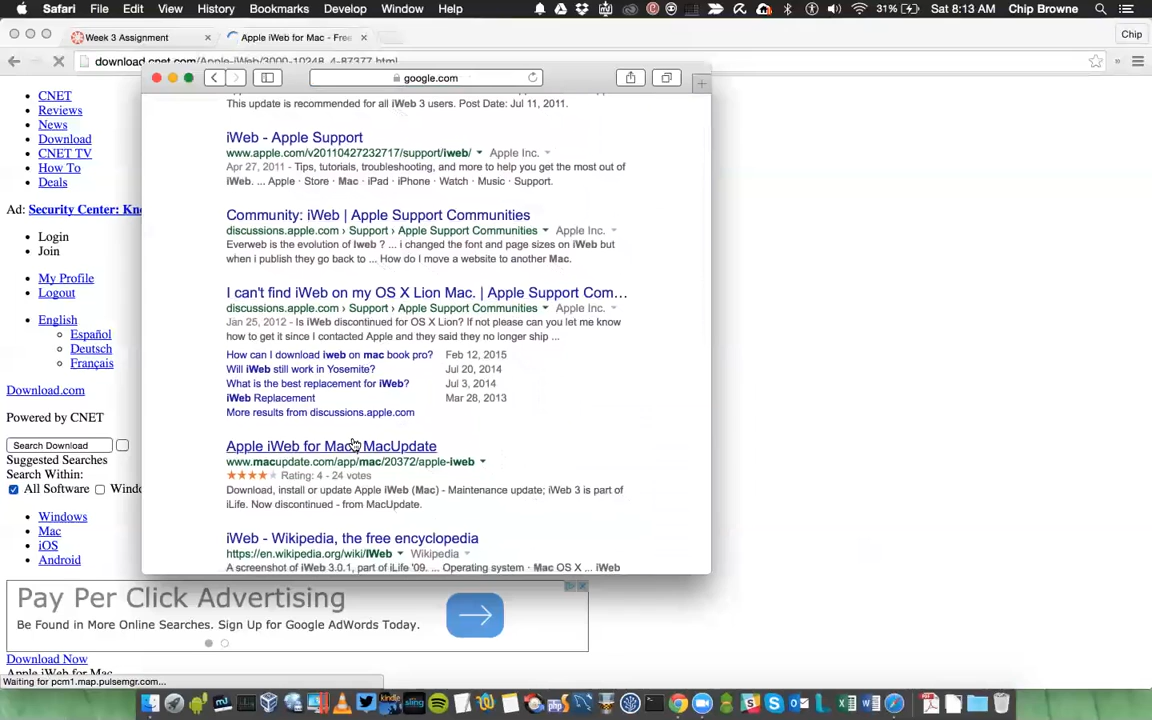 Safari File Edit View History Bookmarks Develop Window Help 31% Sat 8:13 AM Chip Browne
Week 3 Assignment
Apple iWeb for Mac - Free
Chip
download.cnet.com/Apple-iWeb/3000-10248_4-87377.html
google.com
CNET
Reviews
News
Download
CNET TV
How To
Deals
Ad: Security Center: Kno
Login
Join
My Profile
Logout
English
Español
Deutsch
Français
Download.com
Powered by CNET
Search Download
Suggested Searches
Search Within:
All Software Windo
Windows
Mac
iOS
Android
This update is recommended for all iWeb 3 users. Post Date: Jul 11, 2011.
iWeb - Apple Support
www.apple.com/v20110427232717/support/iweb/ Apple Inc.
Apr 27, 2011 - Tips, tutorials, troubleshooting, and more to help you get the most out of
iWeb. ... Apple · Store · Mac · iPad · iPhone · Watch · Music · Support.
Community: iWeb | Apple Support Communities
discussions.apple.com › Support › Apple Support Communities Apple Inc.
Everweb is the evolution of Iweb ? ... i changed the font and page sizes on iWeb but
when i publish they go back to ... How do I move a website to another Mac.
I can't find iWeb on my OS X Lion Mac. | Apple Support Com...
discussions.apple.com › Support › Apple Support Communities Apple Inc.
Jan 25, 2012 - Is iWeb discontinued for OS X Lion? If not please can you let me know
how to get it since I contacted Apple and they said they no longer ship ...
How can I download iweb on mac book pro? Feb 12, 2015
Will iWeb still work in Yosemite? Jul 20, 2014
What is the best replacement for iWeb? Jul 3, 2014
iWeb Replacement Mar 28, 2013
More results from discussions.apple.com
Apple iWeb for Mac MacUpdate
www.macupdate.com/app/mac/20372/apple-iweb
Rating: 4 - 24 votes
Download, install or update Apple iWeb (Mac) - Maintenance update; iWeb 3 is part of
iLife. Now discontinued - from MacUpdate.
iWeb - Wikipedia, the free encyclopedia
https://en.wikipedia.org/wiki/IWeb Wikipedia
A screenshot of iWeb 3.0.1, part of iLife '09. ... Operating system · Mac OS X ... iWeb
Pay Per Click Advertising
Be Found in More Online Searches. Sign Up for Google AdWords Today.
Download Now
Apple iWeb for Mac
Waiting for pcm1.map.pulsemgr.com...